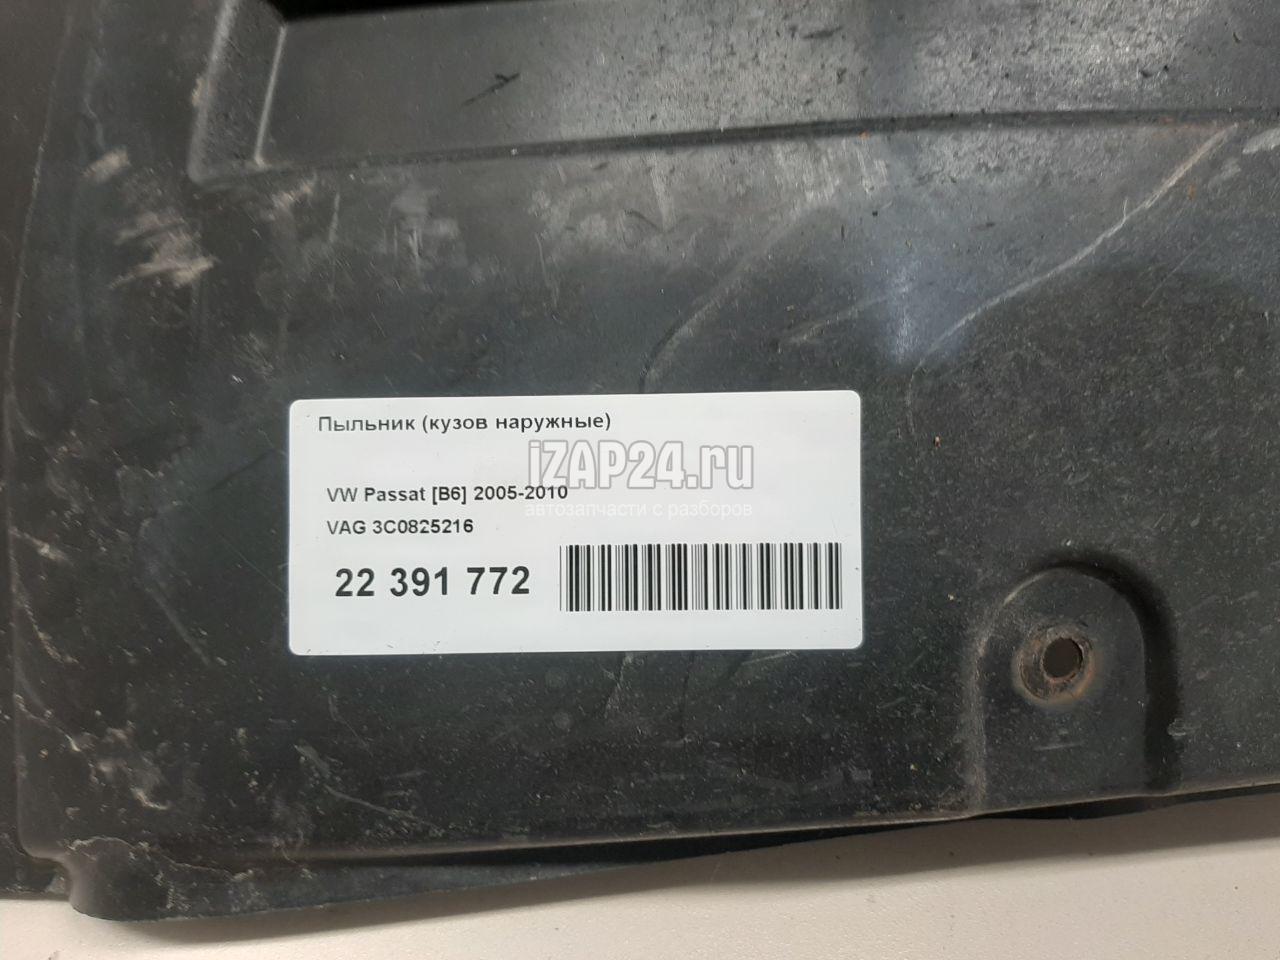 Пыльник (кузов наружные)
iZAP24.ru
VW Passat [B6] 2005-2010
автозапчасти с разборов
VAG 3C0825216
22 391 772